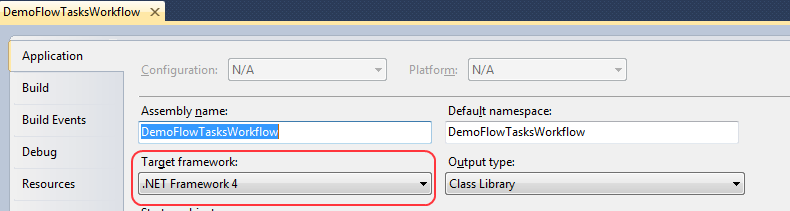 DemoFlowTasksWorkflow
Application
Configuration: N/A Platform: N/A
Build
Assembly name: Default namespace:
Build Events
DemoFlowTasksWorkflow DemoFlowTasksWorkflow
Debug
Target framework: Output type:
Resources
.NET Framework 4 Class Library